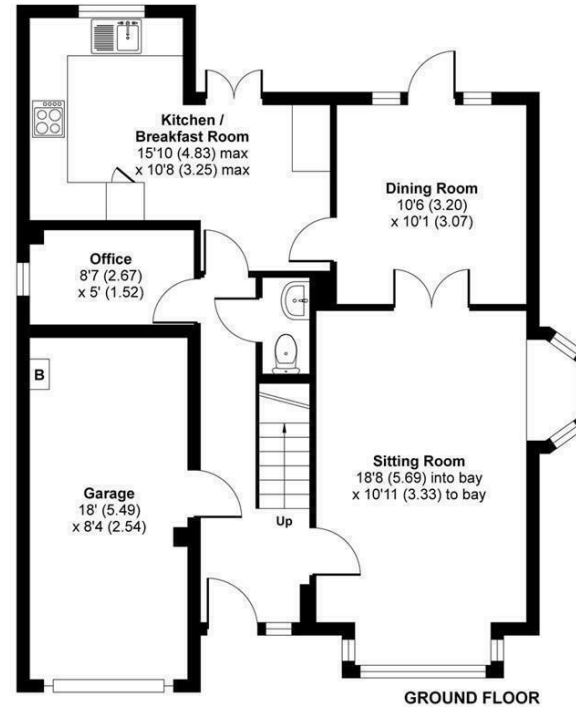 Kitchen /
Breakfast Room
15'10 (4.83) max
x 10'8 (3.25) max
Dining Room
10'6 (3.20)
x 10'1 (3.07)
Office
8'7 (2.67)
x 5' (1.52)
B
Sitting Room
18'8 (5.69) into bay
x 10'11 (3.33) to bay
Garage
18' (5.49)
x 8'4 (2.54)
Up
GROUND FLOOR